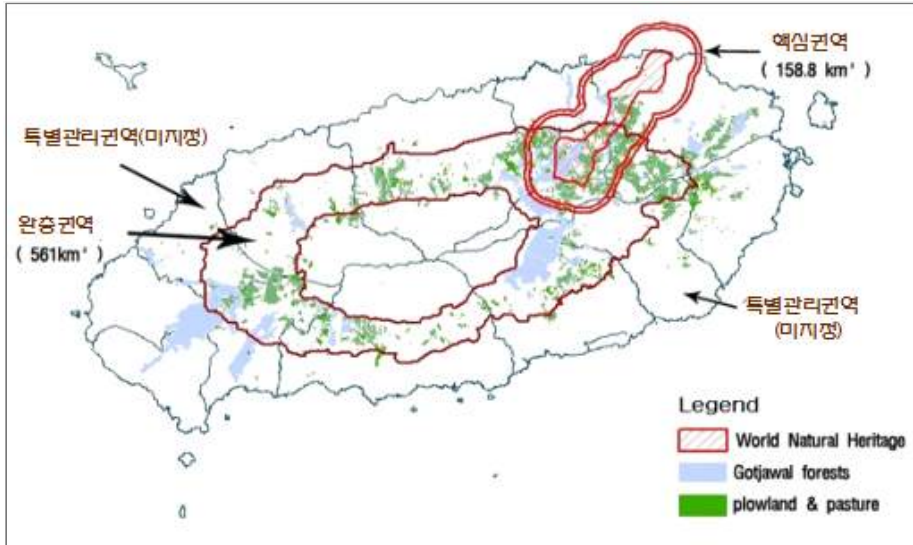 핵심권역
( 158.8 km² )
특별관리권역(미지정)
완충권역
( 561km² )
특별관리권역
(미지정)
Legend
World Natural Heritage
Gotjawal forests
plowland & pasture